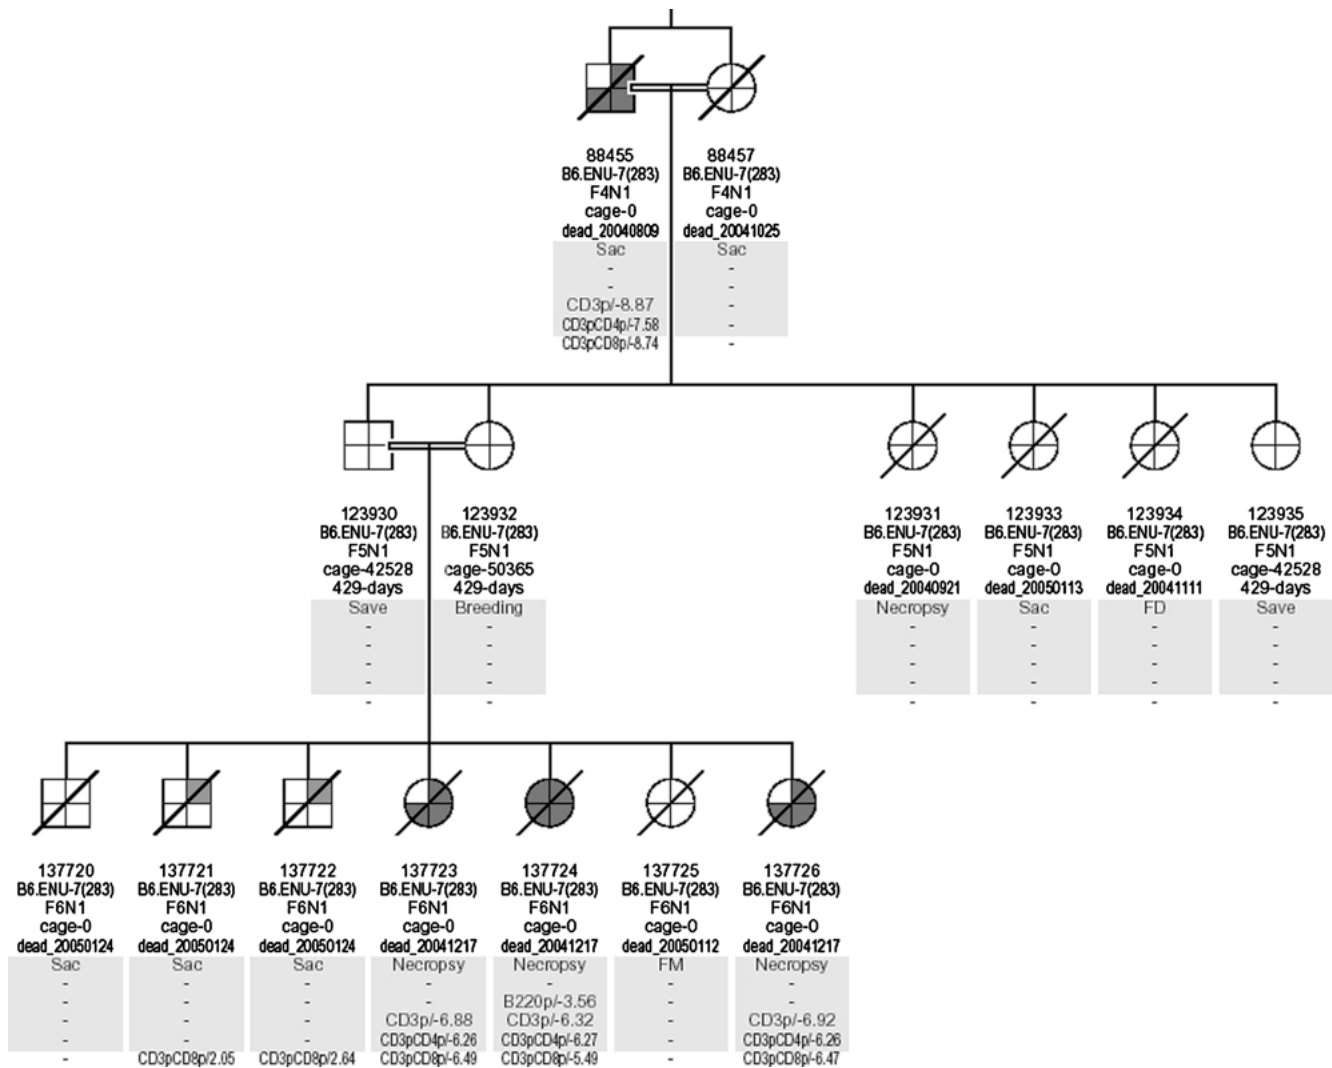 88455
B6.ENU-7(283)
F4N1
cage-0
dead_20040809
Sac
-
-
CD3p/-8.87
CD3pCD4p/-7.58
CD3pCD8p/-8.74
88457
B6.ENU-7(283)
F4N1
cage-0
dead_20041025
Sac
-
-
-
-
-
123930
B6.ENU-7(283)
F5N1
cage-42528
429-days
Save
-
-
-
-
-
123932
B6.ENU-7(283)
F5N1
cage-50365
429-days
Breeding
-
-
-
-
-
123931
B6.ENU-7(283)
F5N1
cage-0
dead_20040921
Necropsy
-
-
-
-
-
123933
B6.ENU-7(283)
F5N1
cage-0
dead_20050113
Sac
-
-
-
-
-
123934
B6.ENU-7(283)
F5N1
cage-0
dead_20041111
FD
-
-
-
-
-
123935
B6.ENU-7(283)
F5N1
cage-42528
429-days
Save
-
-
-
-
-
137720
B6.ENU-7(283)
F6N1
cage-0
dead_20050124
Sac
-
-
-
-
-
137721
B6.ENU-7(283)
F6N1
cage-0
dead_20050124
Sac
-
-
-
-
CD3pCD8p/2.05
137722
B6.ENU-7(283)
F6N1
cage-0
dead_20050124
Sac
-
-
-
-
CD3pCD8p/2.64
137723
B6.ENU-7(283)
F6N1
cage-0
dead_20041217
Necropsy
-
-
CD3p/-6.88
CD3pCD4p/-6.26
CD3pCD8p/-6.49
137724
B6.ENU-7(283)
F6N1
cage-0
dead_20041217
Necropsy
-
B220p/-3.56
CD3p/-6.32
CD3pCD4p/-6.27
CD3pCD8p/-5.49
137725
B6.ENU-7(283)
F6N1
cage-0
dead_20050112
FM
-
-
-
-
-
137726
B6.ENU-7(283)
F6N1
cage-0
dead_20041217
Necropsy
-
-
CD3p/-6.92
CD3pCD4p/-6.26
CD3pCD8p/-6.47